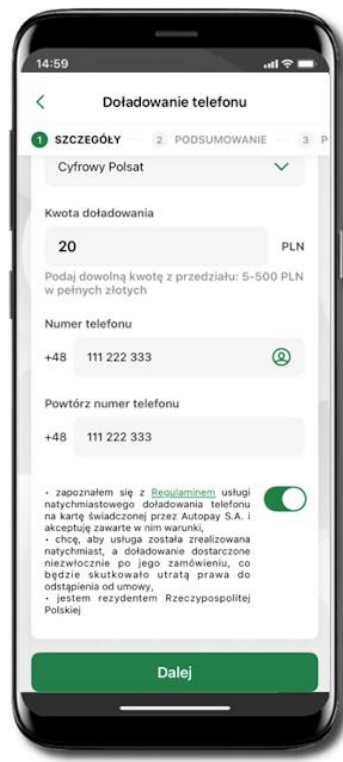 14:59
Doładowanie telefonu
1 SZCZEGÓŁY 2 PODSUMOWANIE 3 P
Cyfrowy Polsat
Kwota doładowania
20 PLN
Podaj dowolną kwotę z przedziału: 5-500 PLN
w pełnych złotych
Numer telefonu
+48 111 222 333
Powtórz numer telefonu
+48 111 222 333
• zapoznałem się z Regulaminem usługi
natychmiastowego doładowania telefonu
na kartę świadczonej przez Autopay S.A. i
akceptuję zawarte w nim warunki,
• chcę, aby usługa została zrealizowana
natychmiast, a doładowanie dostarczone
niezwłocznie po jego zamówieniu, co
będzie skutkowało utratą prawa do
odstąpienia od umowy,
• jestem rezydentem Rzeczypospolitej
Polskiej
Dalej